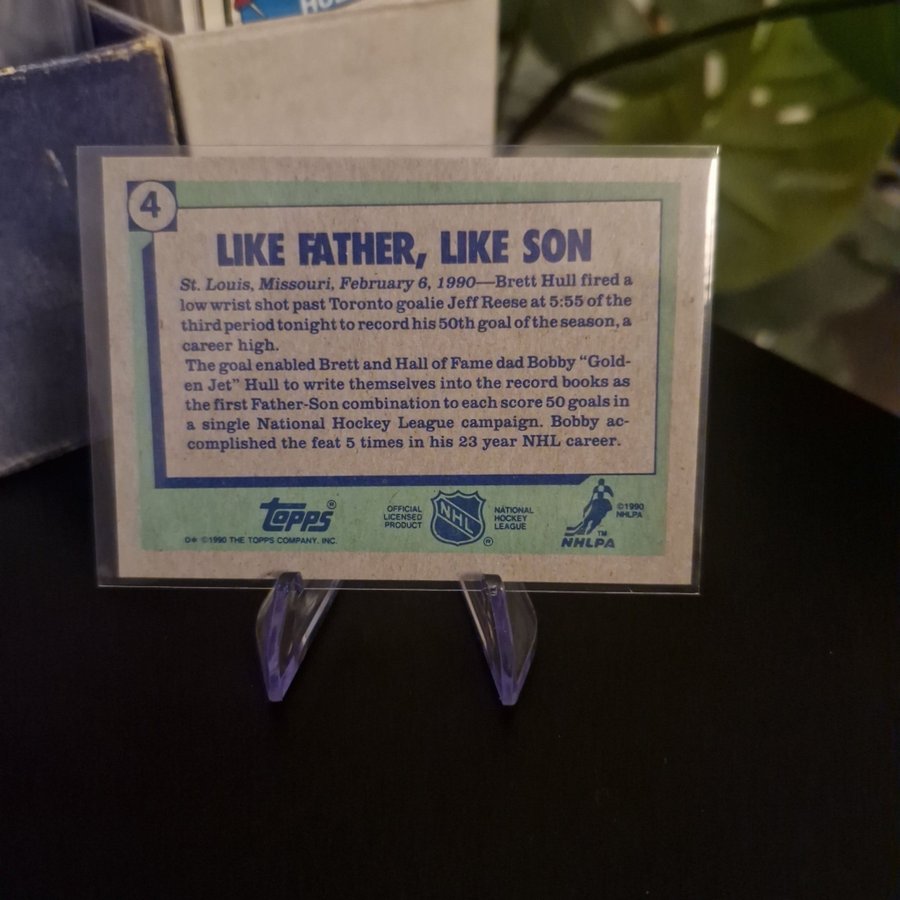 HUL
4
LIKE FATHER, LIKE SON
St. Louis, Missouri, February 6, 1990—Brett Hull fired a
low wrist shot past Toronto goalie Jeff Reese at 5:55 of the
third period tonight to record his 50th goal of the season, a
career high.
The goal enabled Brett and Hall of Fame dad Bobby “Gold-
en Jet” Hull to write themselves into the record books as
the first Father-Son combination to each score 50 goals in
a single National Hockey League campaign. Bobby ac-
complished the feat 5 times in his 23 year NHL career.
topps®
D* ©1990 THE TOPPS COMPANY, INC.
OFFICIAL
LICENSED
PRODUCT
NHL
®
NATIONAL
HOCKEY
LEAGUE
TM
NHLPA
©1990
NHLPA